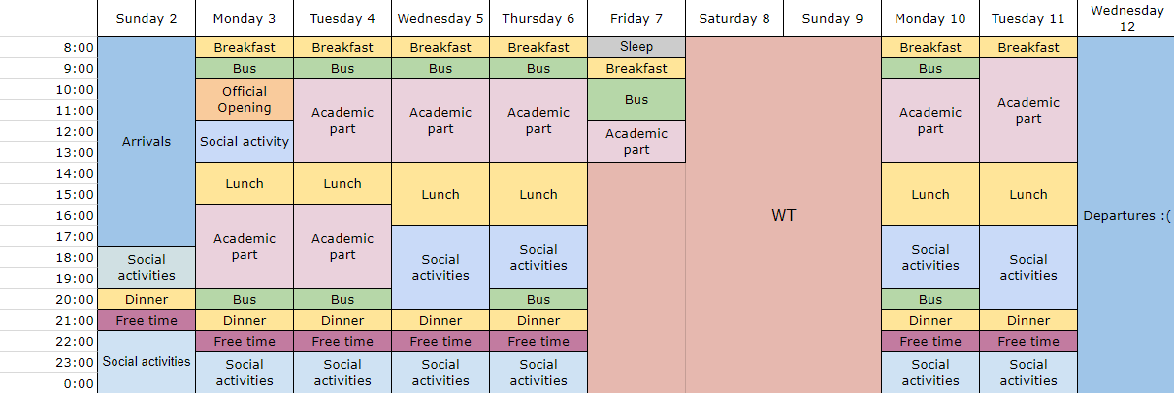 Sunday 2 Monday 3 Tuesday 4 Wednesday 5 Thursday 6 Friday 7 Saturday 8 Sunday 9 Monday 10 Tuesday 11 Wednesday 12
8:00 Breakfast Breakfast Breakfast Breakfast Sleep Breakfast Breakfast
9:00 Bus Bus Bus Bus Breakfast Bus
10:00 Official
11:00 Opening Academic part Academic part Academic part Bus Academic part Academic part
12:00 Social activity Academic part
13:00 Arrivals
14:00 Lunch Lunch
15:00 Lunch Lunch Lunch Lunch
16:00 WT Departures :(
17:00 Academic part Academic part
18:00 Social activities Social activities Social activities Social activities Social activities
19:00
20:00 Dinner Bus Bus Bus Bus
21:00 Free time Dinner Dinner Dinner Dinner Dinner Dinner
22:00 Free time Free time Free time Free time Free time Free time
23:00 Social activities Social activities Social activities Social activities Social activities Social activities Social activities
0:00